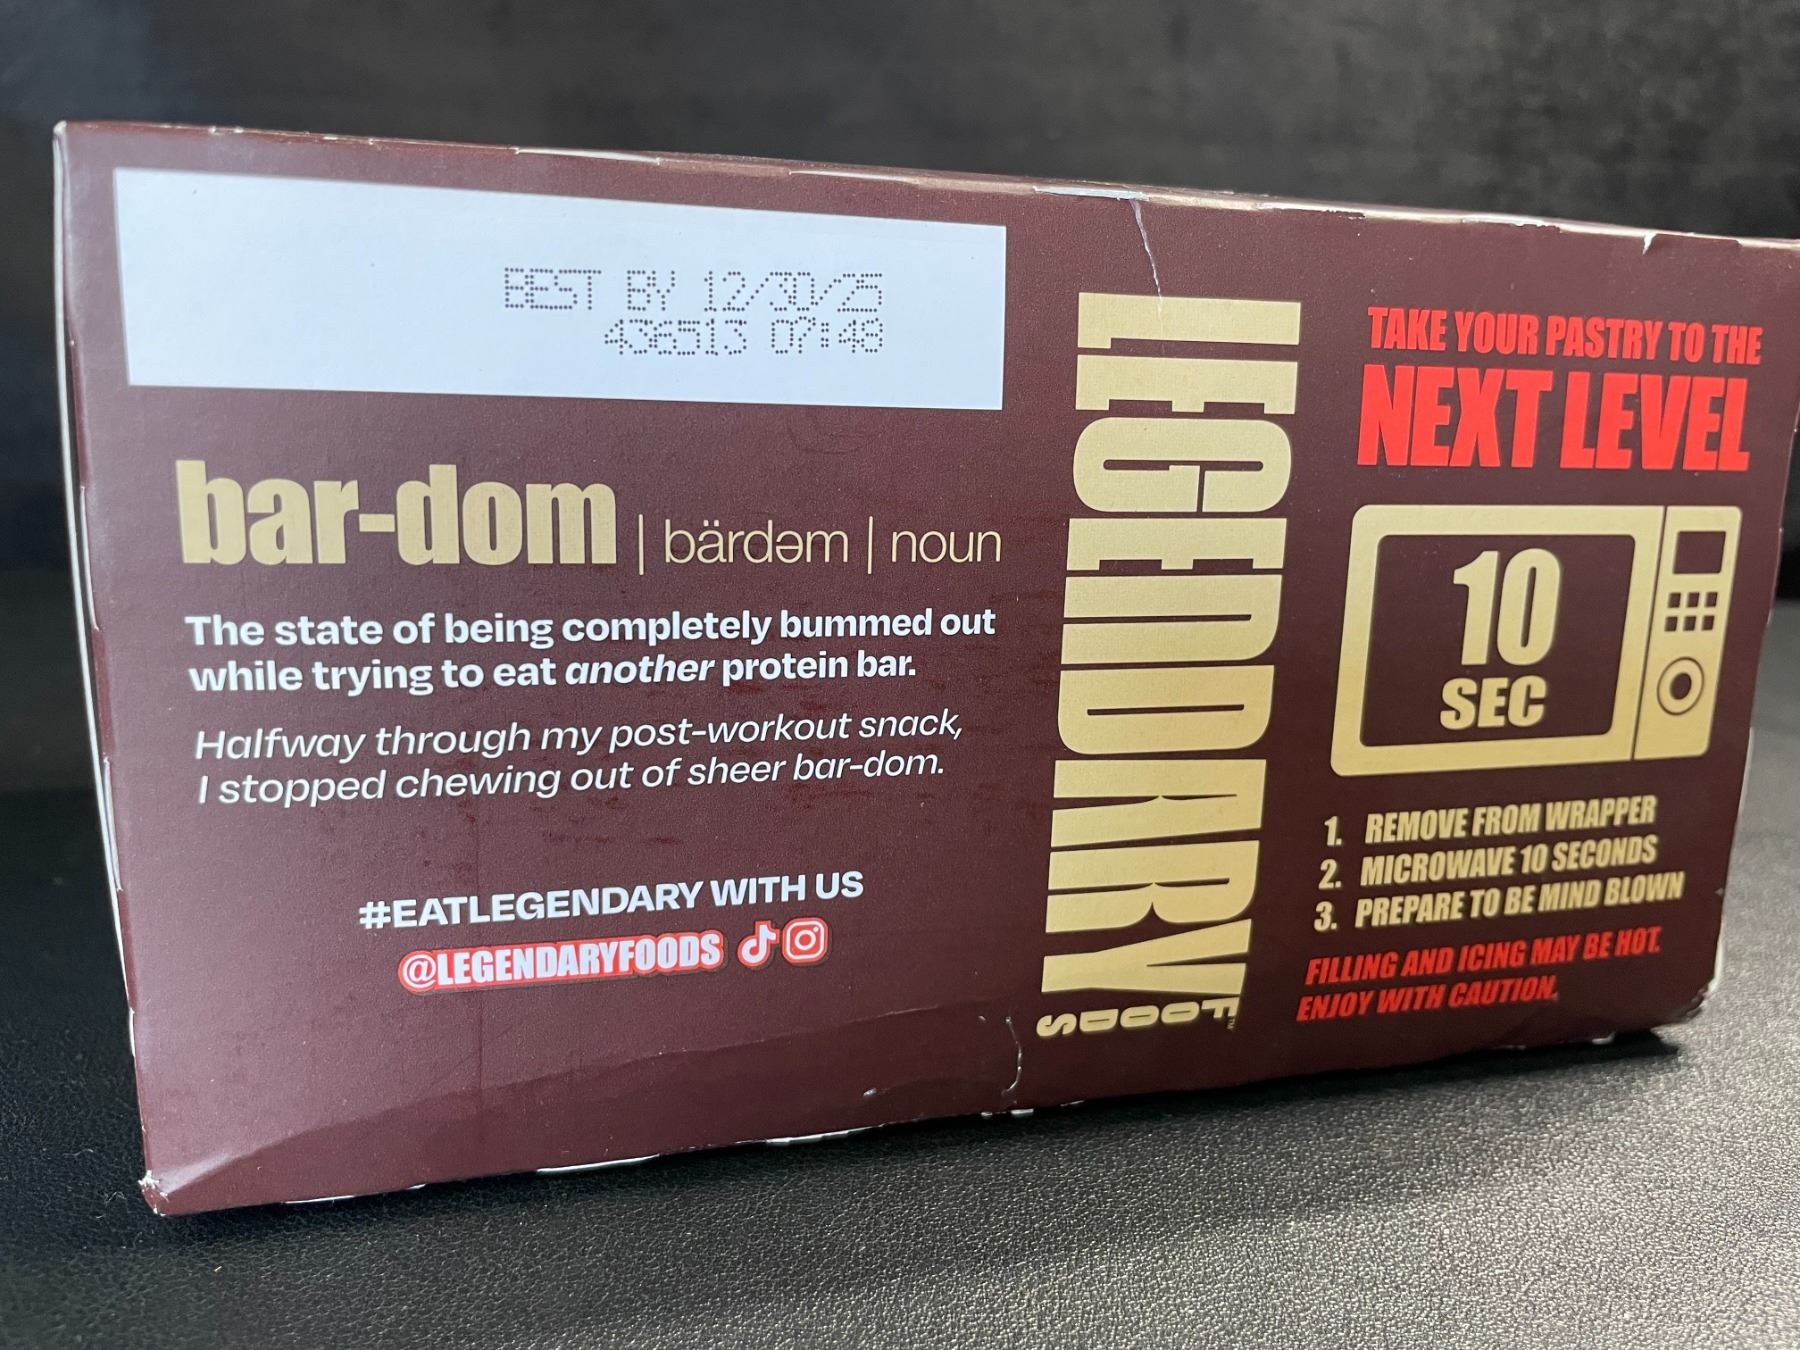 BEST BY 12/30/25
436513 07:48
bar-dom | bärdəm | noun
The state of being completely bummed out
while trying to eat another protein bar.
Halfway through my post-workout snack,
I stopped chewing out of sheer bar-dom.
#EATLEGENDARY WITH US
@LEGENDARYFOODS
LEGENDARY
FOODS™
TAKE YOUR PASTRY TO THE
NEXT LEVEL
10
SEC
1. REMOVE FROM WRAPPER
2. MICROWAVE 10 SECONDS
3. PREPARE TO BE MIND BLOWN
FILLING AND ICING MAY BE HOT.
ENJOY WITH CAUTION.